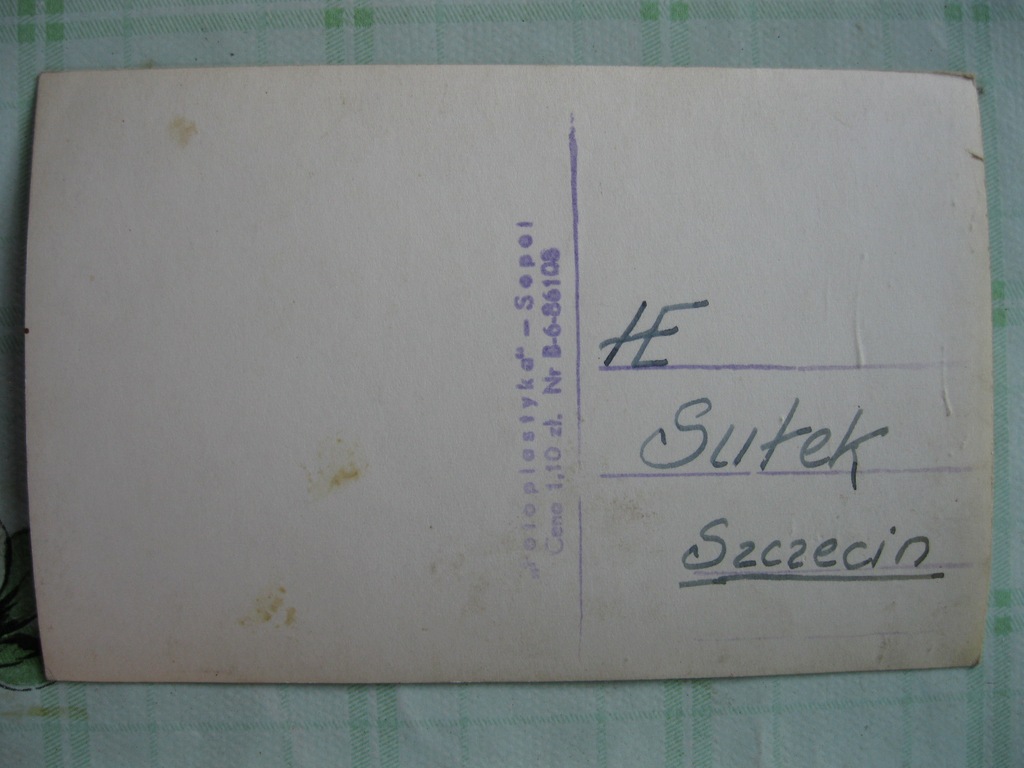 „Fotoplastyka" – Sopot
Cena 1,10 zł. Nr B-6-86108
HE
Sutek
Szczecin